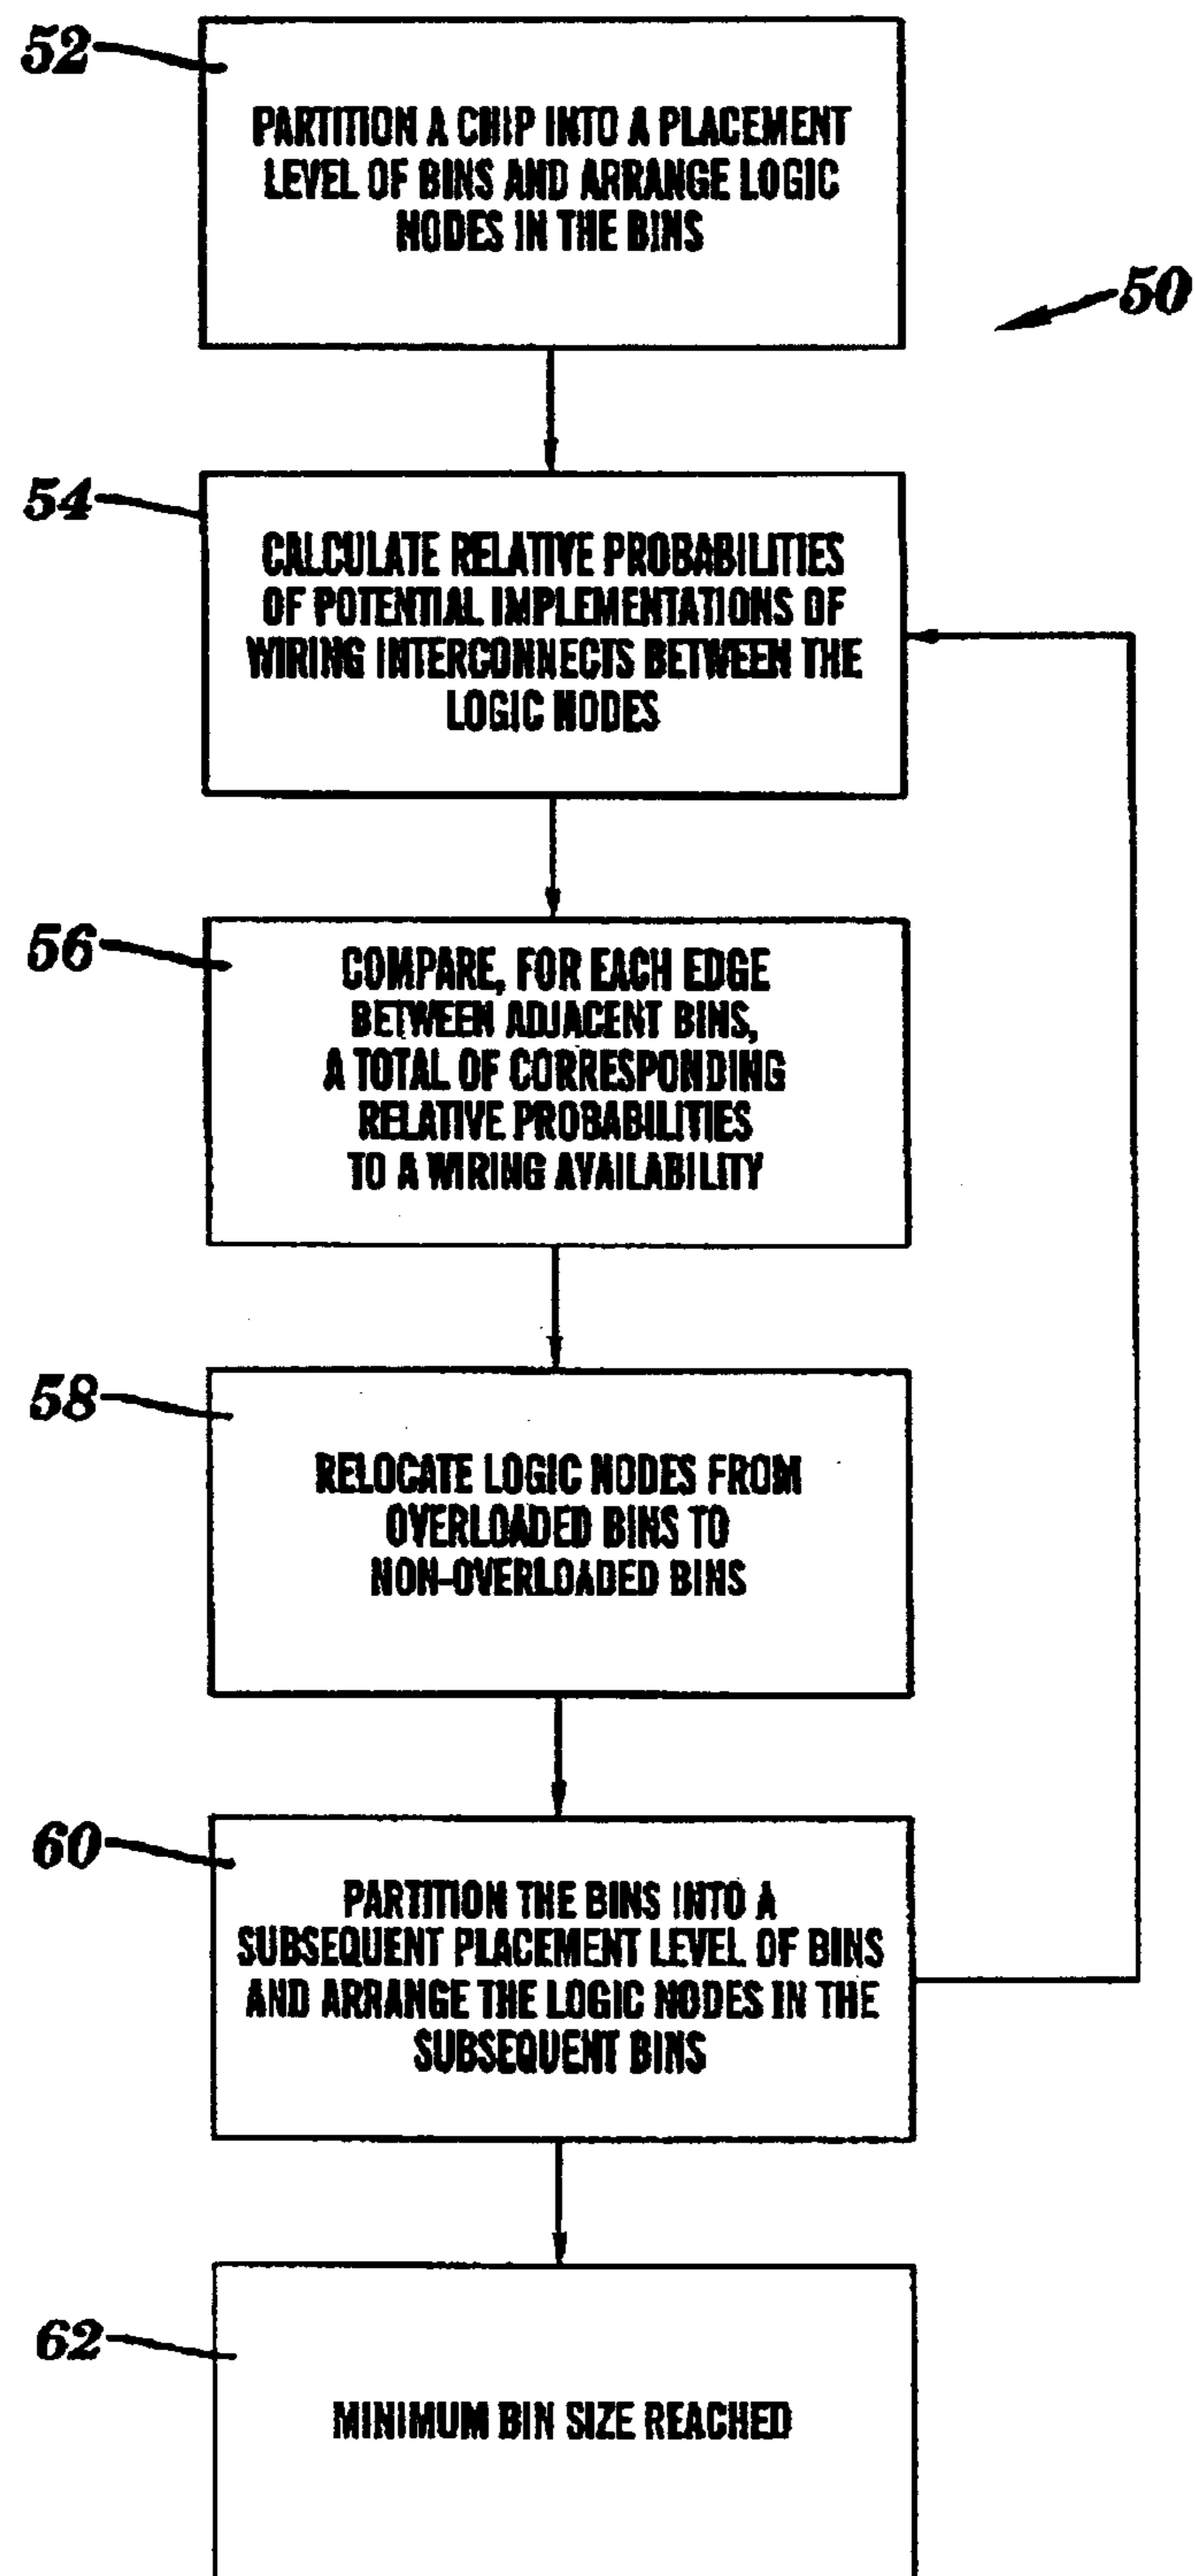 52
PARTITION A CHIP INTO A PLACEMENT
LEVEL OF BINS AND ARRANGE LOGIC
NODES IN THE BINS
50
54
CALCULATE RELATIVE PROBABILITIES
OF POTENTIAL IMPLEMENTATIONS OF
WIRING INTERCONNECTS BETWEEN THE
LOGIC NODES
56
COMPARE, FOR EACH EDGE
BETWEEN ADJACENT BINS,
A TOTAL OF CORRESPONDING
RELATIVE PROBABILITIES
TO A WIRING AVAILABILITY
58
RELOCATE LOGIC NODES FROM
OVERLOADED BINS TO
NON-OVERLOADED BINS
60
PARTITION THE BINS INTO A
SUBSEQUENT PLACEMENT LEVEL OF BINS
AND ARRANGE THE LOGIC NODES IN THE
SUBSEQUENT BINS
62
MINIMUM BIN SIZE REACHED